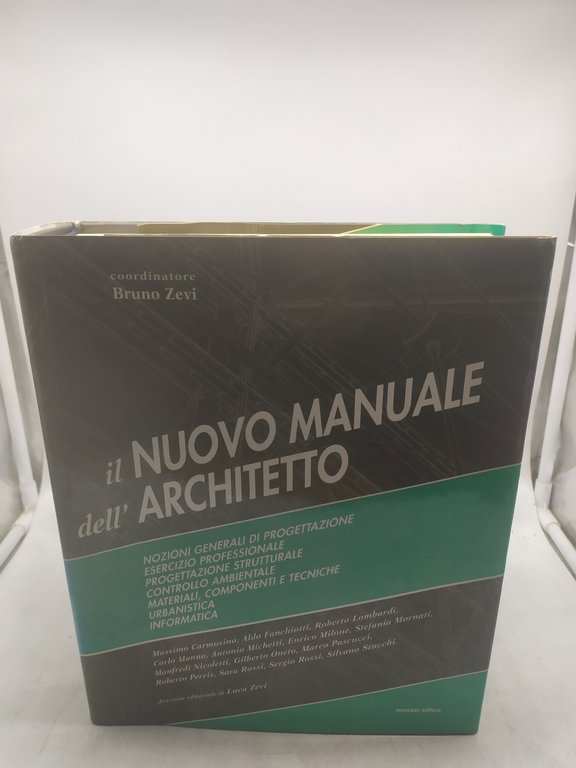 coordinatore
Bruno Zevi
il NUOVO MANUALE
dell' ARCHITETTO
NOZIONI GENERALI DI PROGETTAZIONE
ESERCIZIO PROFESSIONALE
PROGETTAZIONE STRUTTURALE
CONTROLLO AMBIENTALE
MATERIALI, COMPONENTI E TECNICHE
URBANISTICA
INFORMATICA
Massimo Carmosino, Aldo Fanchiotti, Roberto Lombardi,
Carlo Manna, Antonio Michetti, Enrico Milone, Stefania Mornati,
Manfredi Nicoletti, Gilberto Oneto, Marco Pascucci,
Roberto Perris, Sara Rossi, Sergio Rossi, Silvano Stucchi,
direzione editoriale di Luca Zevi
mancosu editore